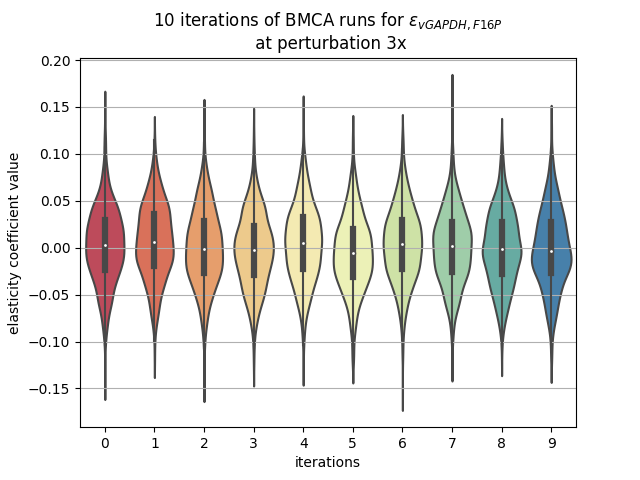 10 iterations of BMCA runs for ε_{vGAPDH,F16P}
at perturbation 3x
elasticity coefficient value
0.20
0.15
0.10
0.05
0.00
−0.05
−0.10
−0.15
0 1 2 3 4 5 6 7 8 9
iterations